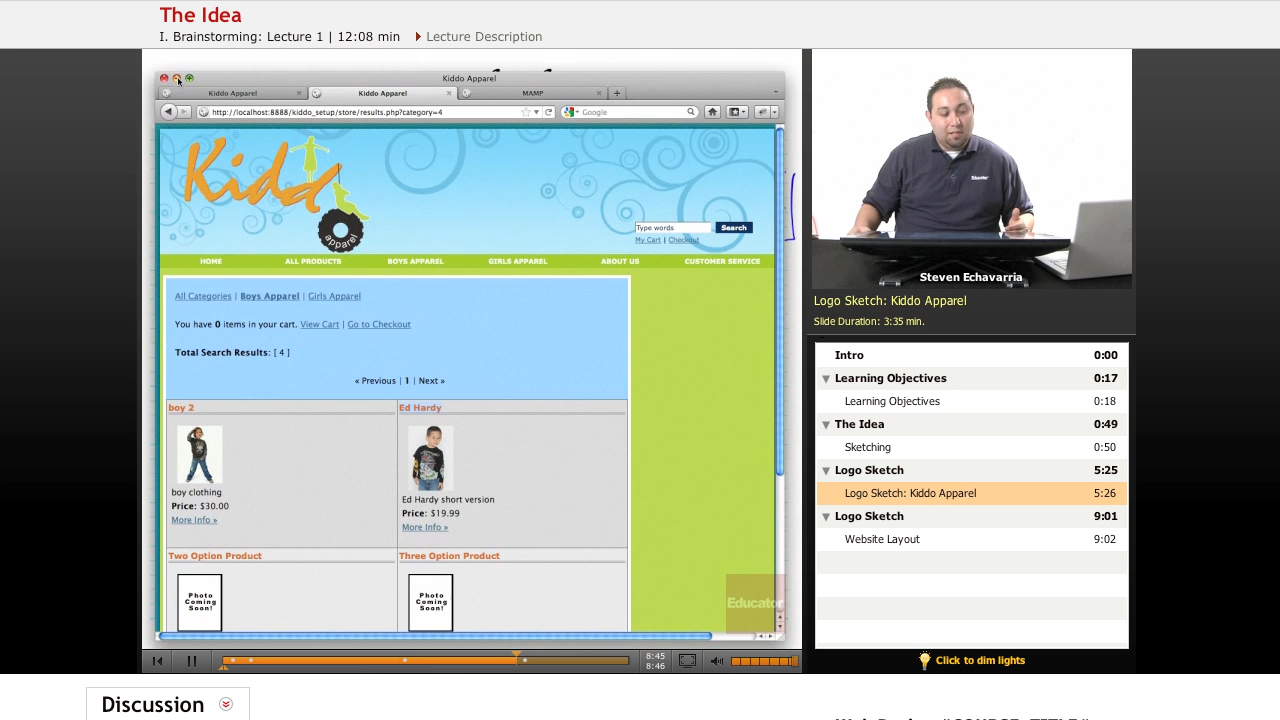 The Idea
I. Brainstorming: Lecture 1 | 12:08 min Lecture Description
Kiddo Apparel
Kiddo Apparel Kiddo Apparel MAMP
http://localhost:8888/kiddo_setup/store/results.php?category=4 Google
Kiddo
apparel
Type words Search
My Cart | Checkout
HOME ALL PRODUCTS BOYS APPAREL GIRLS APPAREL ABOUT US CUSTOMER SERVICE
All Categories | Boys Apparel | Girls Apparel
You have 0 items in your cart. View Cart | Go to Checkout
Total Search Results: [ 4 ]
« Previous | 1 | Next »
boy 2 Ed Hardy
boy clothing
Price: $30.00
More Info »
Ed Hardy short version
Price: $19.99
More Info »
Two Option Product Three Option Product
Photo
Coming
Soon!
Photo
Coming
Soon!
Educator
8:45
8:46
Educator
Steven Echavarria
Logo Sketch: Kiddo Apparel
Slide Duration: 3:35 min.
Intro 0:00
Learning Objectives 0:17
Learning Objectives 0:18
The Idea 0:49
Sketching 0:50
Logo Sketch 5:25
Logo Sketch: Kiddo Apparel 5:26
Logo Sketch 9:01
Website Layout 9:02
Click to dim lights
Discussion